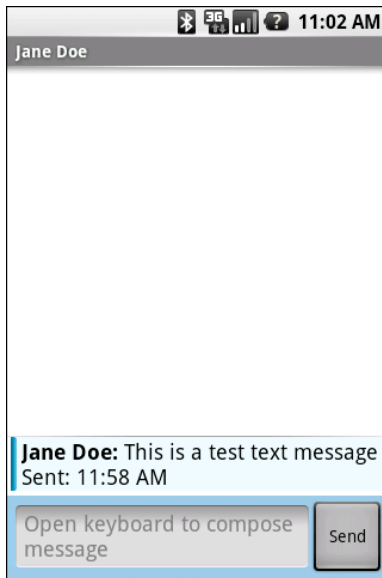 3G 11:02 AM
Jane Doe
Jane Doe: This is a test text message
Sent: 11:58 AM
Open keyboard to compose
message
Send